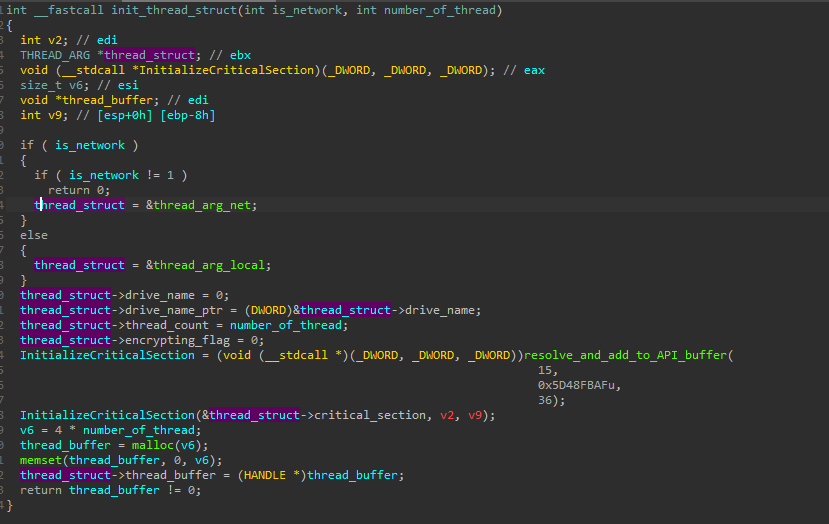 int __fastcall init_thread_struct(int is_network, int number_of_thread)
{
int v2; // edi
THREAD_ARG *thread_struct; // ebx
void (__stdcall *InitializeCriticalSection)(_DWORD, _DWORD, _DWORD); // eax
size_t v6; // esi
void *thread_buffer; // edi
int v9; // [esp+0h] [ebp-8h]
if ( is_network )
{
if ( is_network != 1 )
return 0;
thread_struct = &thread_arg_net;
}
else
{
thread_struct = &thread_arg_local;
}
thread_struct->drive_name = 0;
thread_struct->drive_name_ptr = (DWORD)&thread_struct->drive_name;
thread_struct->thread_count = number_of_thread;
thread_struct->encrypting_flag = 0;
InitializeCriticalSection = (void (__stdcall *)(_DWORD, _DWORD, _DWORD))resolve_and_add_to_API_buffer(
15,
0x5D48FBAFu,
36);
InitializeCriticalSection(&thread_struct->critical_section, v2, v9);
v6 = 4 * number_of_thread;
thread_buffer = malloc(v6);
memset(thread_buffer, 0, v6);
thread_struct->thread_buffer = (HANDLE *)thread_buffer;
return thread_buffer != 0;
}